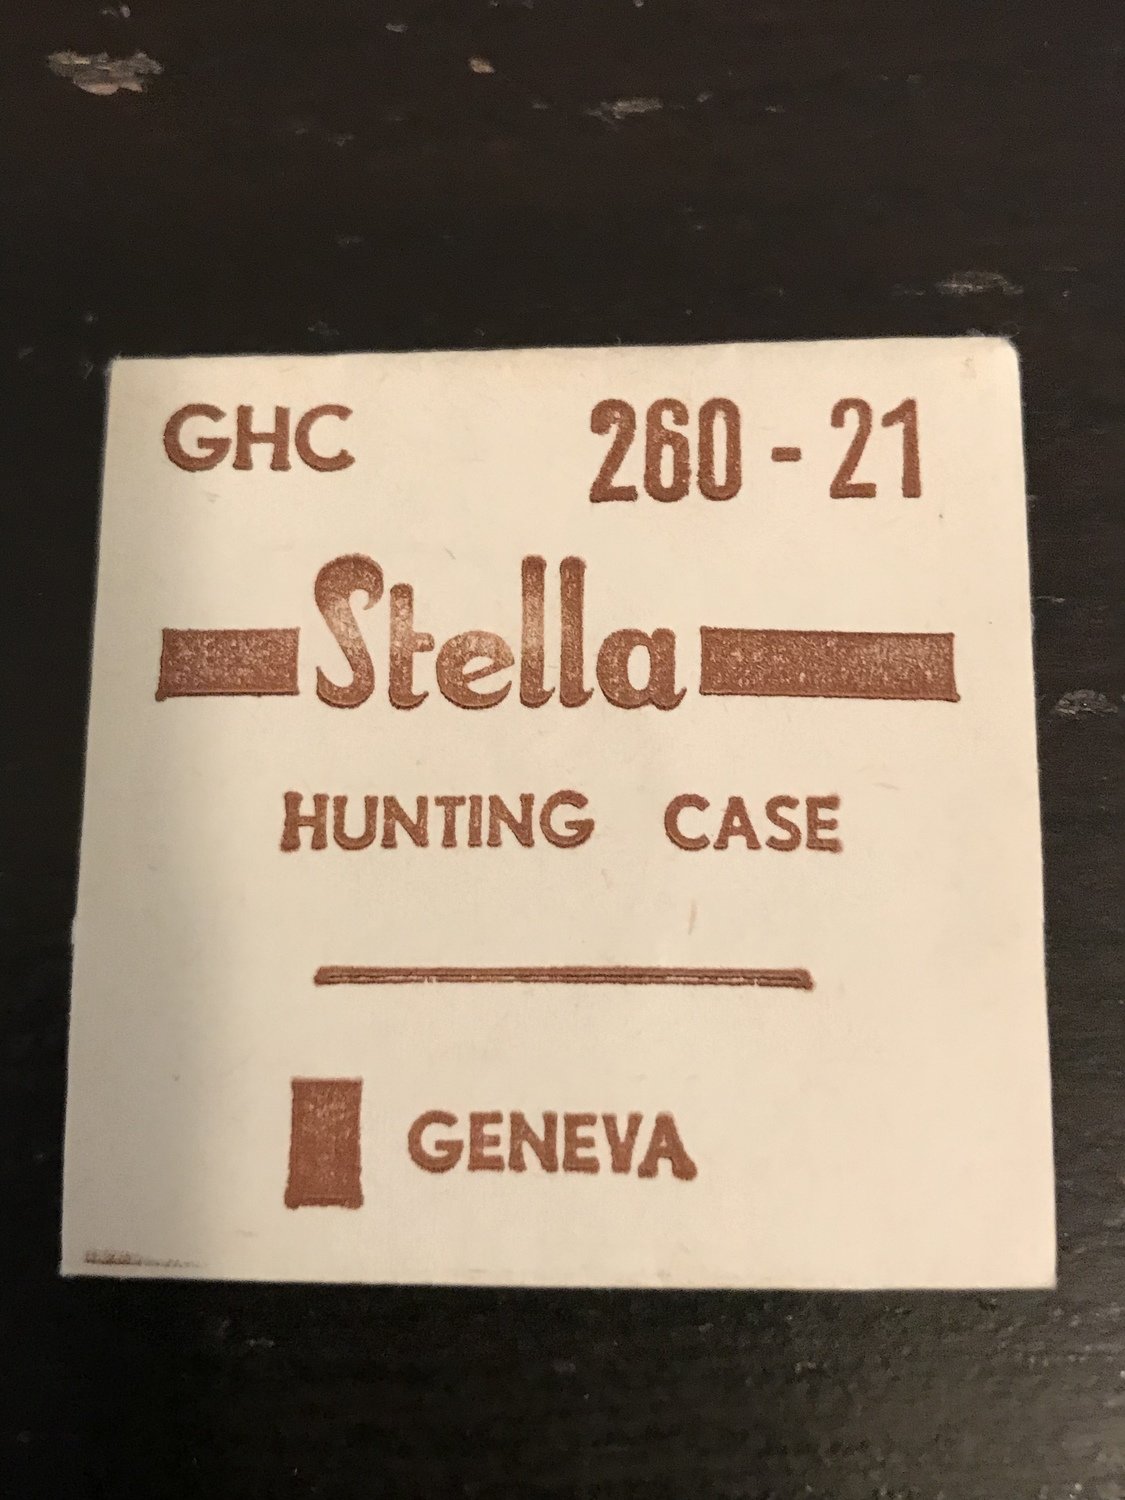 GHC 260 - 21
Stella
HUNTING CASE
GENEVA